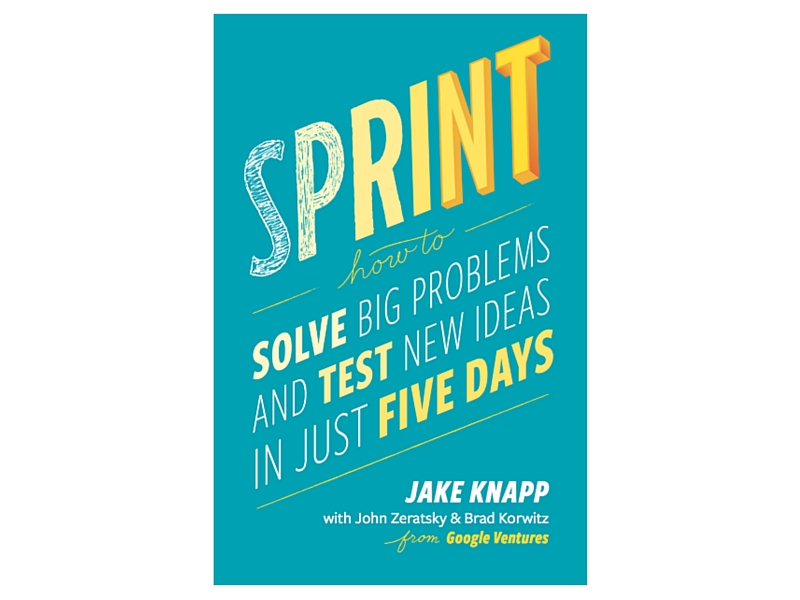 SPRINT
how to
SOLVE BIG PROBLEMS
AND TEST NEW IDEAS
IN JUST FIVE DAYS
JAKE KNAPP
with John Zeratsky & Brad Korwitz
from Google Ventures